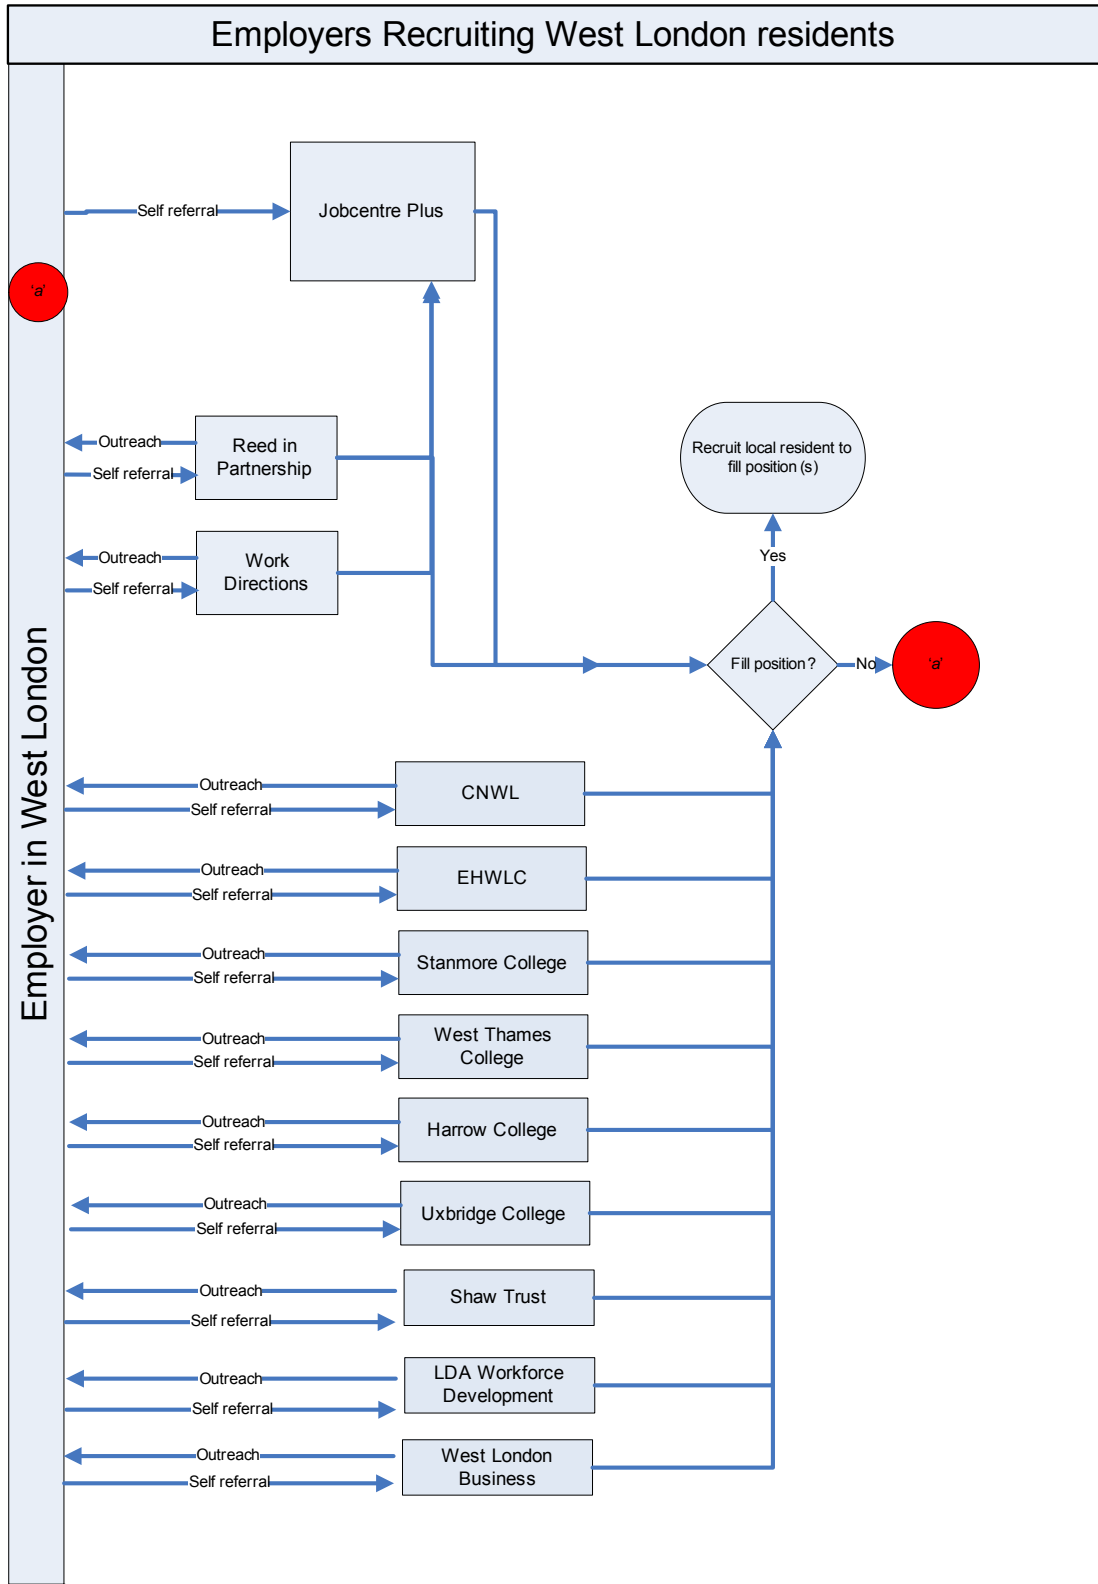 Employers Recruiting West London residents
Employer in West London
Self referral
Jobcentre Plus
'a'
Outreach
Self referral
Reed in
Partnership
Recruit local resident to
fill position (s)
Outreach
Self referral
Work
Directions
Yes
Fill position?
No
'a'
Outreach
Self referral
CNWL
Outreach
Self referral
EHWLC
Outreach
Self referral
Stanmore College
Outreach
Self referral
West Thames
College
Outreach
Self referral
Harrow College
Outreach
Self referral
Uxbridge College
Outreach
Self referral
Shaw Trust
Outreach
Self referral
LDA Workforce
Development
Outreach
Self referral
West London
Business